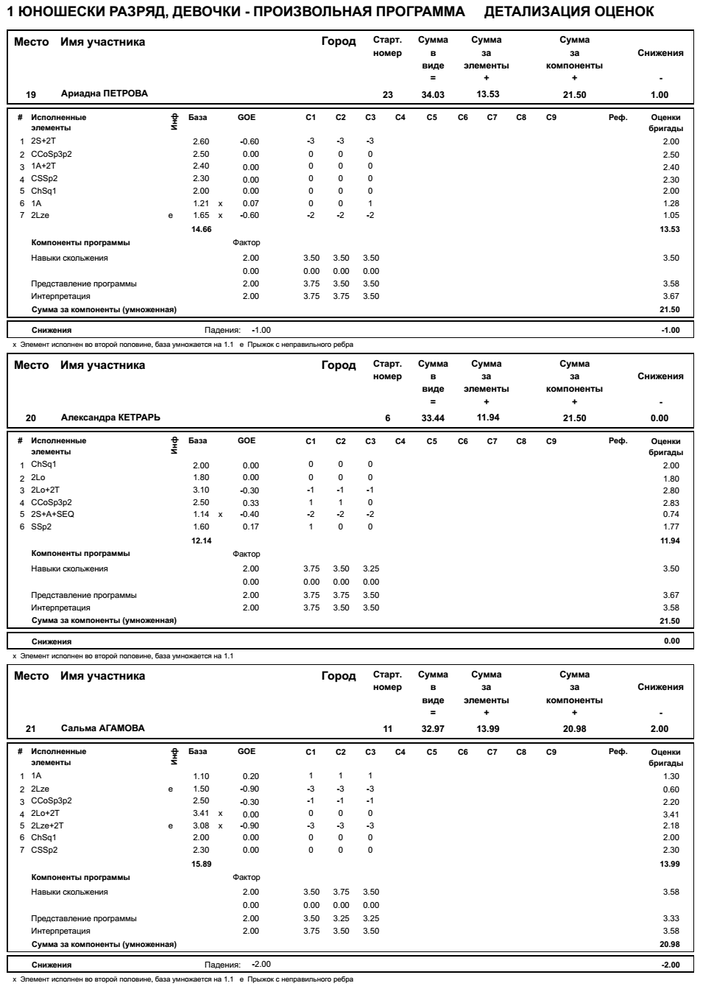 1 ЮНОШЕСКИ РАЗРЯД, ДЕВОЧКИ - ПРОИЗВОЛЬНАЯ ПРОГРАММА ДЕТАЛИЗАЦИЯ ОЦЕНОК
Место Имя участника Город Старт. Сумма Сумма Сумма
номер в за за Снижения
виде элементы компоненты
= + + -
19 Ариадна ПЕТРОВА 23 34.03 13.53 21.50 1.00
# Исполненные Инф База GOE C1 C2 C3 C4 C5 C6 C7 C8 C9 Реф. Оценки
элементы бригады
1 2S+2T 2.60 -0.60 -3 -3 -3 2.00
2 CCoSp3p2 2.50 0.00 0 0 0 2.50
3 1A+2T 2.40 0.00 0 0 0 2.40
4 CSSp2 2.30 0.00 0 0 0 2.30
5 ChSq1 2.00 0.00 0 0 0 2.00
6 1A 1.21 x 0.07 0 0 1 1.28
7 2Lze e 1.65 x -0.60 -2 -2 -2 1.05
14.66 13.53
Компоненты программы Фактор
Навыки скольжения 2.00 3.50 3.50 3.50 3.50
0.00 0.00 0.00 0.00
Представление программы 2.00 3.75 3.50 3.50 3.58
Интерпретация 2.00 3.75 3.75 3.50 3.67
Сумма за компоненты (умноженная) 21.50
Снижения Падения: -1.00 -1.00
x Элемент исполнен во второй половине, база умножается на 1.1 e Прыжок с неправильного ребра
Место Имя участника Город Старт. Сумма Сумма Сумма
номер в за за Снижения
виде элементы компоненты
= + + -
20 Александра КЕТРАРЬ 6 33.44 11.94 21.50 0.00
# Исполненные Инф База GOE C1 C2 C3 C4 C5 C6 C7 C8 C9 Реф. Оценки
элементы бригады
1 ChSq1 2.00 0.00 0 0 0 2.00
2 2Lo 1.80 0.00 0 0 0 1.80
3 2Lo+2T 3.10 -0.30 -1 -1 -1 2.80
4 CCoSp3p2 2.50 0.33 1 1 0 2.83
5 2S+A+SEQ 1.14 x -0.40 -2 -2 -2 0.74
6 SSp2 1.60 0.17 1 0 0 1.77
12.14 11.94
Компоненты программы Фактор
Навыки скольжения 2.00 3.75 3.50 3.25 3.50
0.00 0.00 0.00 0.00
Представление программы 2.00 3.75 3.75 3.50 3.67
Интерпретация 2.00 3.75 3.50 3.50 3.58
Сумма за компоненты (умноженная) 21.50
Снижения 0.00
x Элемент исполнен во второй половине, база умножается на 1.1
Место Имя участника Город Старт. Сумма Сумма Сумма
номер в за за Снижения
виде элементы компоненты
= + + -
21 Сальма АГАМОВА 11 32.97 13.99 20.98 2.00
# Исполненные Инф База GOE C1 C2 C3 C4 C5 C6 C7 C8 C9 Реф. Оценки
элементы бригады
1 1A 1.10 0.20 1 1 1 1.30
2 2Lze e 1.50 -0.90 -3 -3 -3 0.60
3 CCoSp3p2 2.50 -0.30 -1 -1 -1 2.20
4 2Lo+2T 3.41 x 0.00 0 0 0 3.41
5 2Lze+2T e 3.08 x -0.90 -3 -3 -3 2.18
6 ChSq1 2.00 0.00 0 0 0 2.00
7 CSSp2 2.30 0.00 0 0 0 2.30
15.89 13.99
Компоненты программы Фактор
Навыки скольжения 2.00 3.50 3.75 3.50 3.58
0.00 0.00 0.00 0.00
Представление программы 2.00 3.50 3.25 3.25 3.33
Интерпретация 2.00 3.75 3.50 3.50 3.58
Сумма за компоненты (умноженная) 20.98
Снижения Падения: -2.00 -2.00
x Элемент исполнен во второй половине, база умножается на 1.1 e Прыжок с неправильного ребра